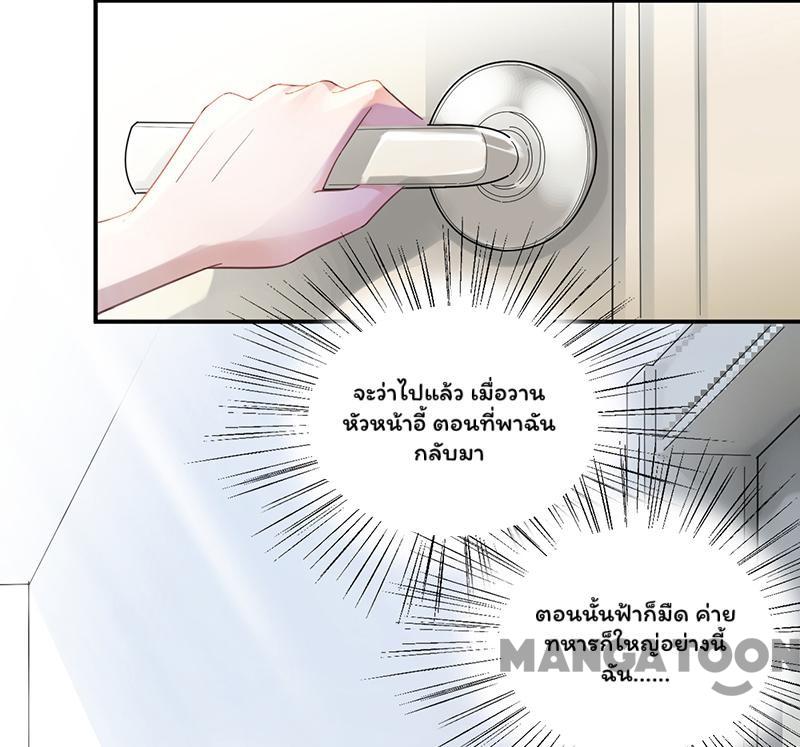 จะว่าไปแล้ว เมื่อวาน
หัวหน้าอี้ ตอนที่พาฉัน
กลับมา
ตอนนั้นฟ้าก็มืด ค่าย
ทหารก็ใหญ่อย่างนี้
ฉัน......
MANGATOON